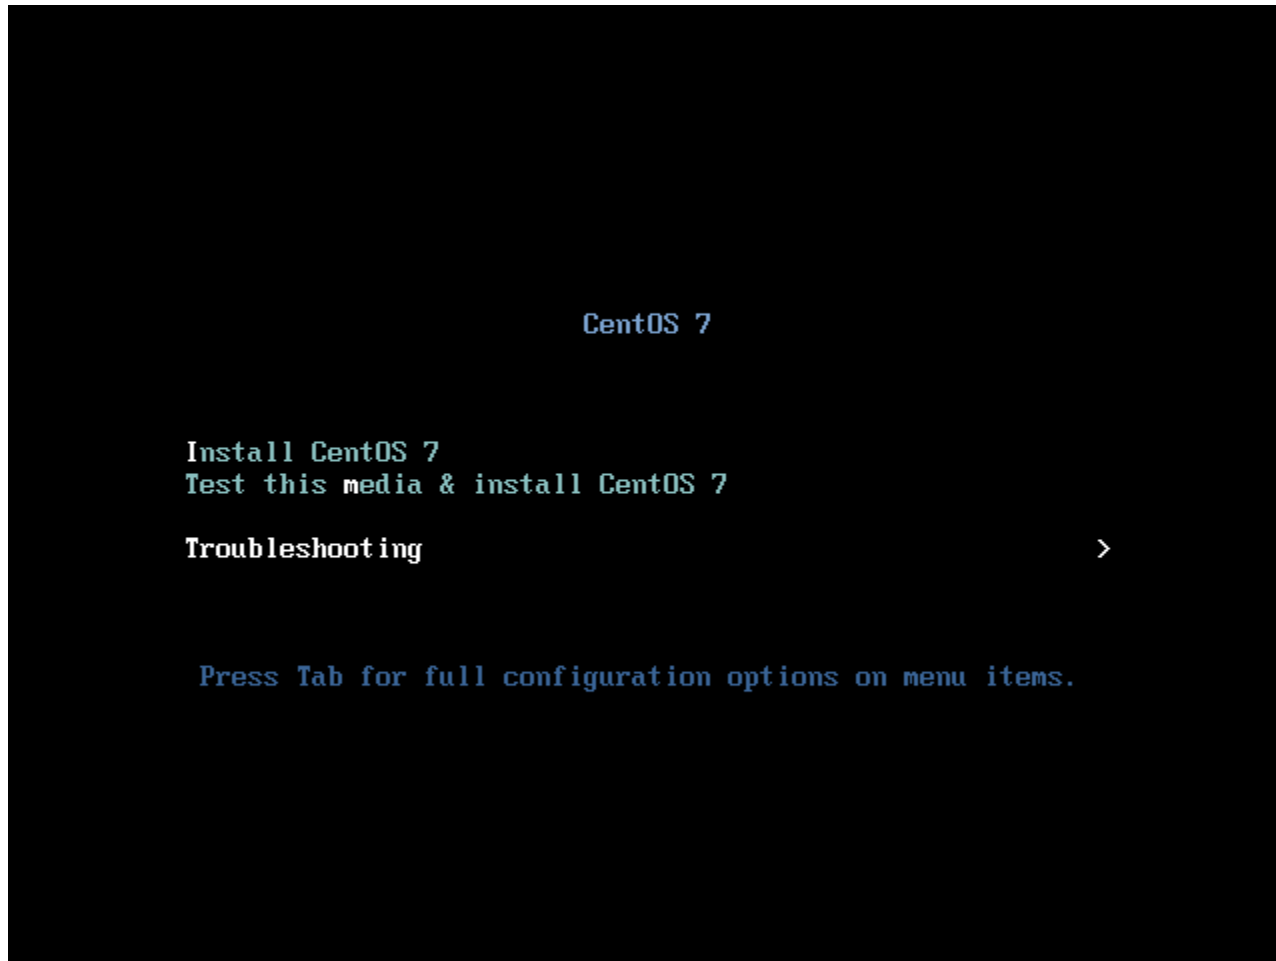 CentOS 7
Install CentOS 7
Test this media & install CentOS 7
Troubleshooting >
Press Tab for full configuration options on menu items.